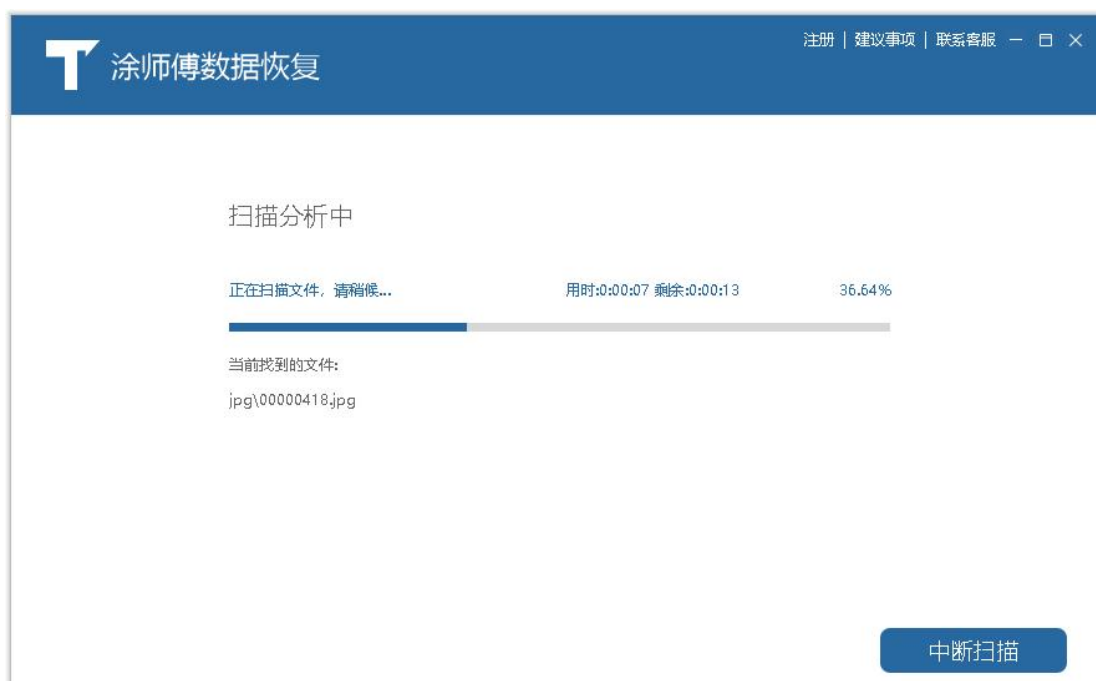 涂师傅数据恢复
注册 | 建议事项 | 联系客服
扫描分析中
正在扫描文件，请稍候... 用时:0:00:07 剩余:0:00:13 36.64%
当前找到的文件:
jpg\00000418.jpg
中断扫描